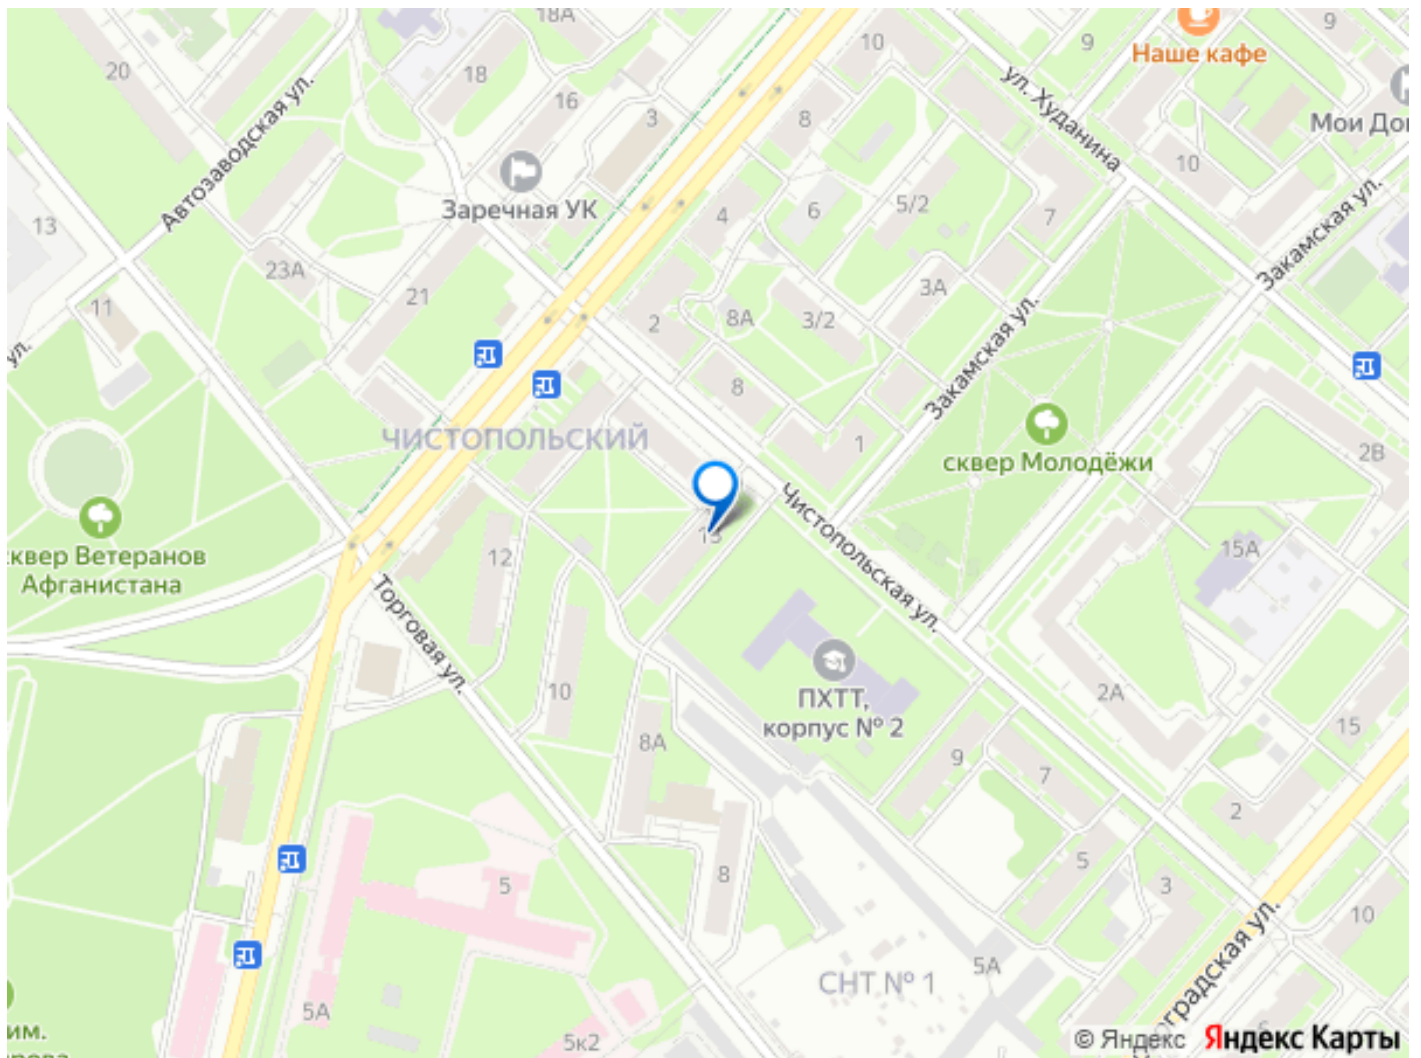 18А
20
18
16
3
10
9
Наше кафе
9
8
ул. Худанина
Мои До
10
Автозаводская ул.
Заречная УК
13
4
6
5/2
7
Закамская ул.
23А
21
11
2
8А
3/2
3А
ул.
8
Закамская ул.
1
ЧИСТОПОЛЬСКИЙ
сквер Молодёжи
2В
Чистопольская ул.
сквер Ветеранов
Афганистана
12
13
15А
Торговая ул.
10
ПХТТ,
корпус № 2
2А
15
8А
9
7
2
5
8
5
3
10
СНТ № 1
5А
5А
им.
5к2
градская ул.
© Яндекс Яндекс Карты